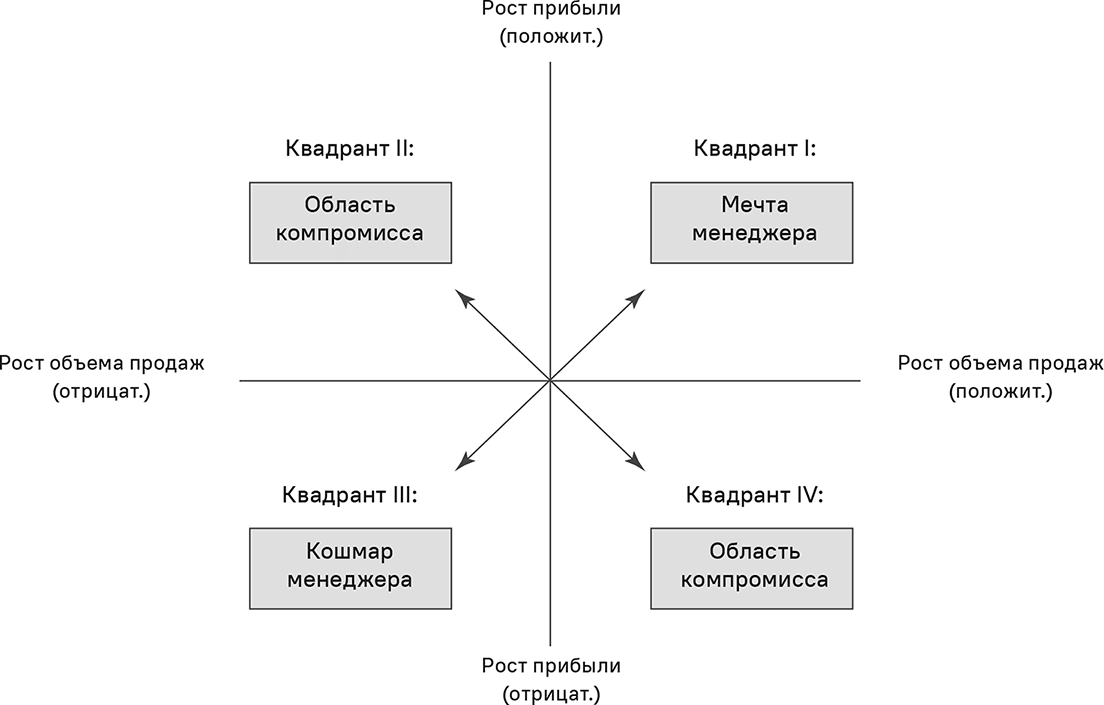 Рост прибыли
(положит.)
Квадрант II:
Квадрант I:
Область
компромисса
Мечта
менеджера
Рост объема продаж
(отрицат.)
Рост объема продаж
(положит.)
Квадрант III:
Квадрант IV:
Кошмар
менеджера
Область
компромисса
Рост прибыли
(отрицат.)